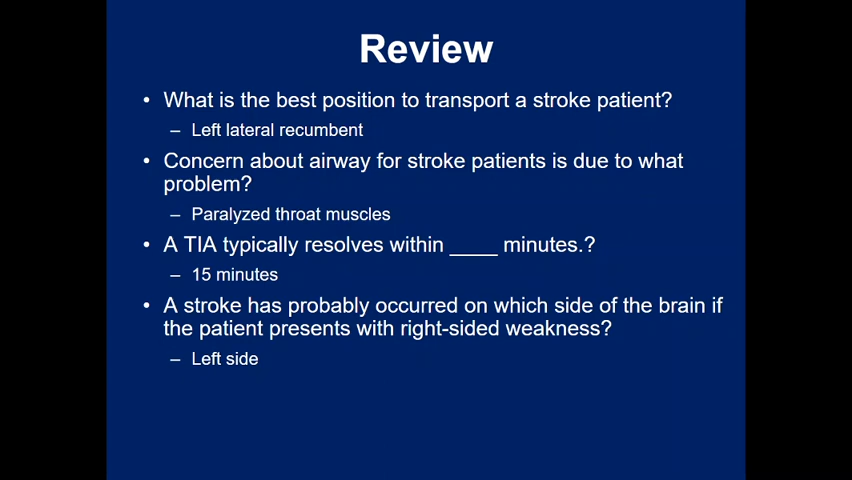 Review
• What is the best position to transport a stroke patient?
– Left lateral recumbent
• Concern about airway for stroke patients is due to what
problem?
– Paralyzed throat muscles
• A TIA typically resolves within ____ minutes.?
– 15 minutes
• A stroke has probably occurred on which side of the brain if
the patient presents with right-sided weakness?
– Left side